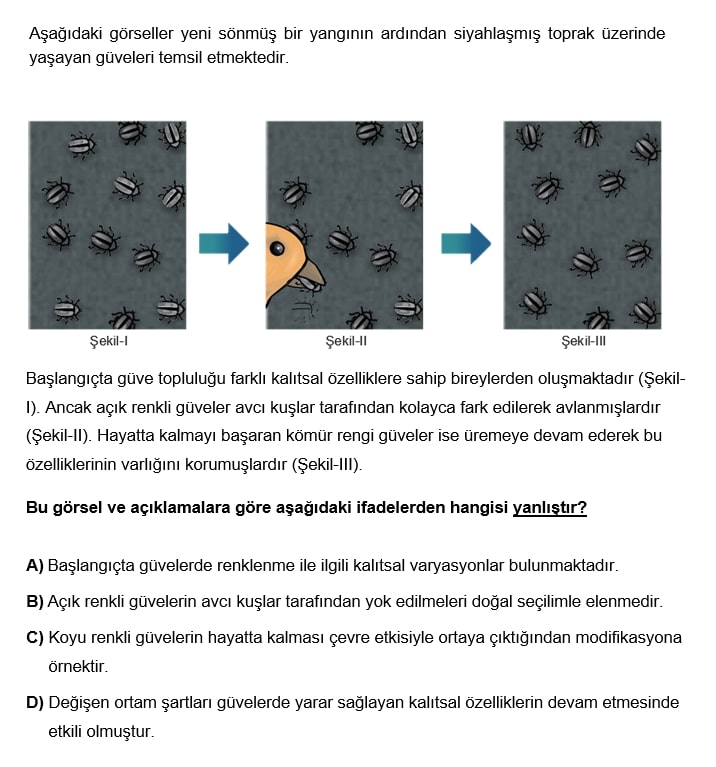 Aşağıdaki görseller yeni sönmüş bir yangının ardından siyahlaşmış toprak üzerinde
yaşayan güveleri temsil etmektedir.
Şekil-I
Şekil-II
Şekil-III
Başlangıçta güve topluluğu farklı kalıtsal özelliklere sahip bireylerden oluşmaktadır (Şekil-
I). Ancak açık renkli güveler avcı kuşlar tarafından kolayca fark edilerek avlanmışlardır
(Şekil-II). Hayatta kalmayı başaran kömür rengi güveler ise üremeye devam ederek bu
özelliklerinin varlığını korumuşlardır (Şekil-III).
Bu görsel ve açıklamalara göre aşağıdaki ifadelerden hangisi yanlıştır?
A) Başlangıçta güvelerde renklenme ile ilgili kalıtsal varyasyonlar bulunmaktadır.
B) Açık renkli güvelerin avcı kuşlar tarafından yok edilmeleri doğal seçilimle elenmedir.
C) Koyu renkli güvelerin hayatta kalması çevre etkisiyle ortaya çıktığından modifikasyona
örnektir.
D) Değişen ortam şartları güvelerde yarar sağlayan kalıtsal özelliklerin devam etmesinde
etkili olmuştur.